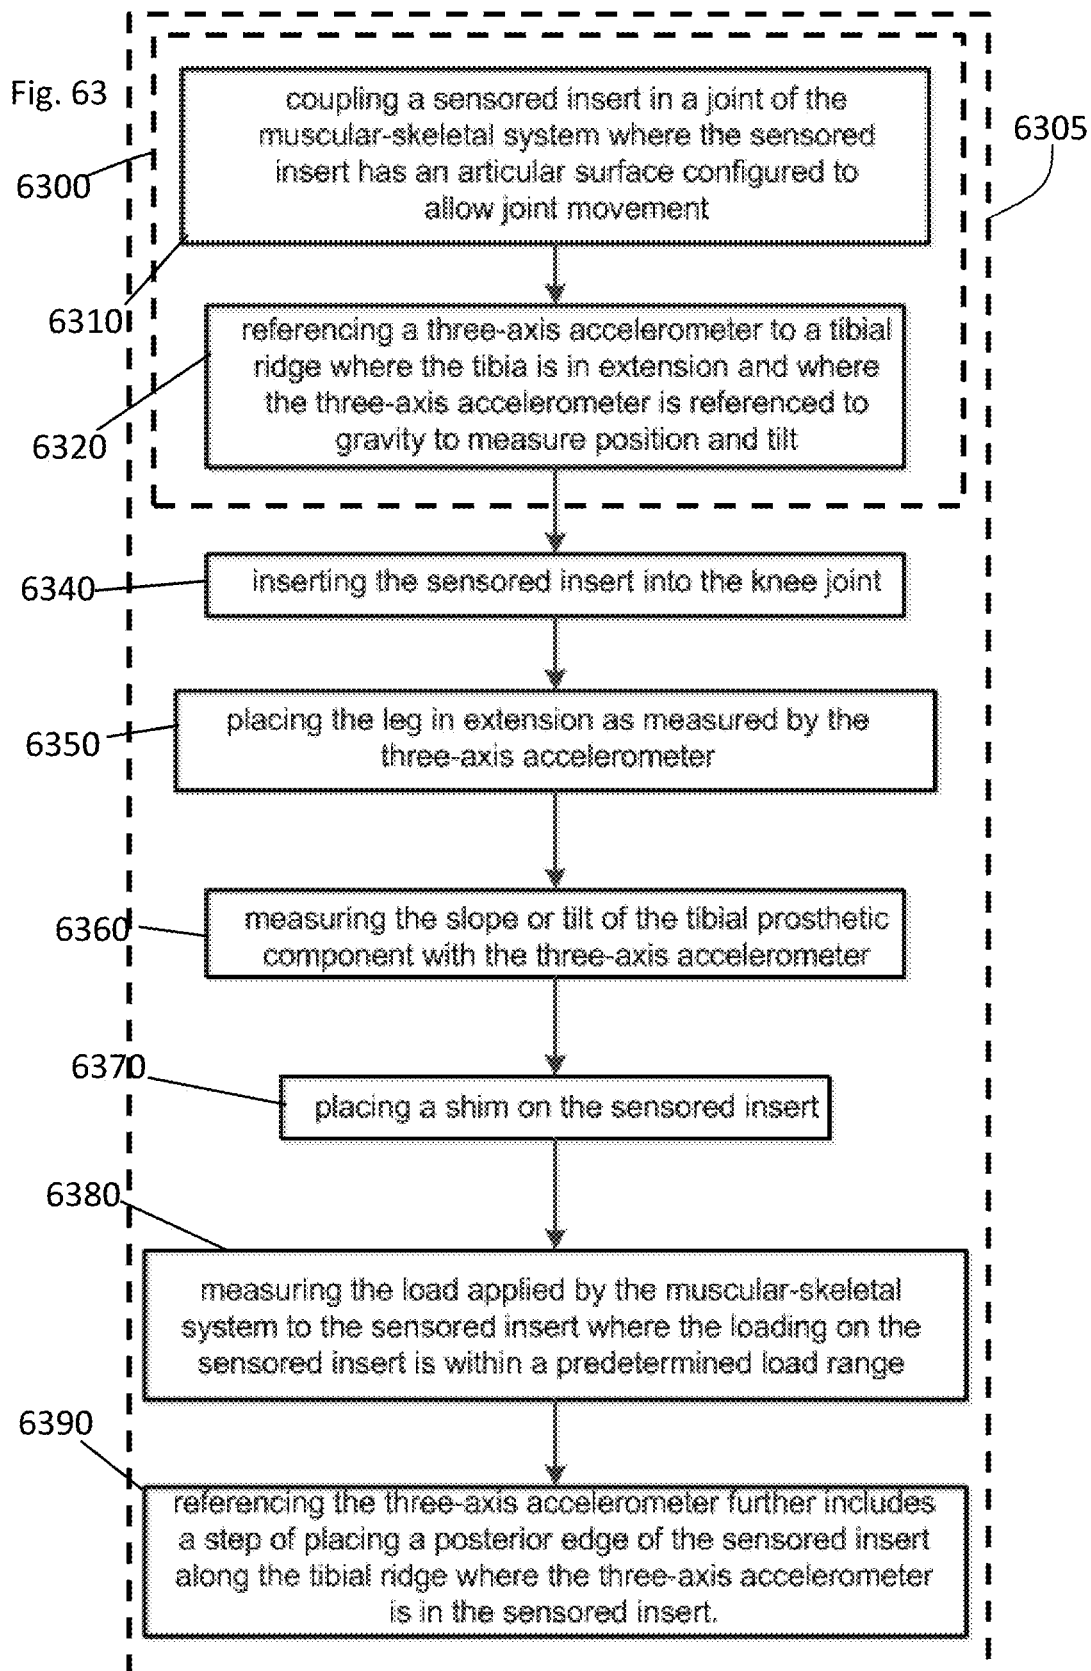 Fig. 63
coupling a sensored insert in a joint of the
muscular-skeletal system where the sensored
insert has an articular surface configured to
allow joint movement
6305
6300
6310
referencing a three-axis accelerometer to a tibial
ridge where the tibia is in extension and where
the three-axis accelerometer is referenced to
gravity to measure position and tilt
6320
6340
inserting the sensored insert into the knee joint
6350
placing the leg in extension as measured by the
three-axis accelerometer
6360
measuring the slope or tilt of the tibial prosthetic
component with the three-axis accelerometer
6370
placing a shim on the sensored insert
6380
measuring the load applied by the muscular-skeletal
system to the sensored insert where the loading on the
sensored insert is within a predetermined load range
6390
referencing the three-axis accelerometer further includes
a step of placing a posterior edge of the sensored insert
along the tibial ridge where the three-axis accelerometer
is in the sensored insert.